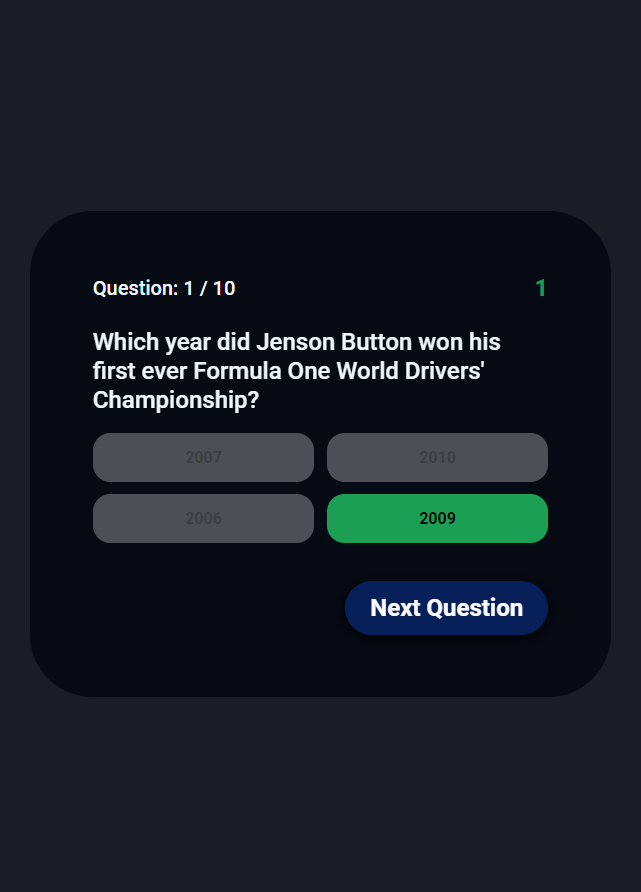 Question: 1 / 10
1
Which year did Jenson Button won his
first ever Formula One World Drivers'
Championship?
2007
2010
2006
2009
Next Question